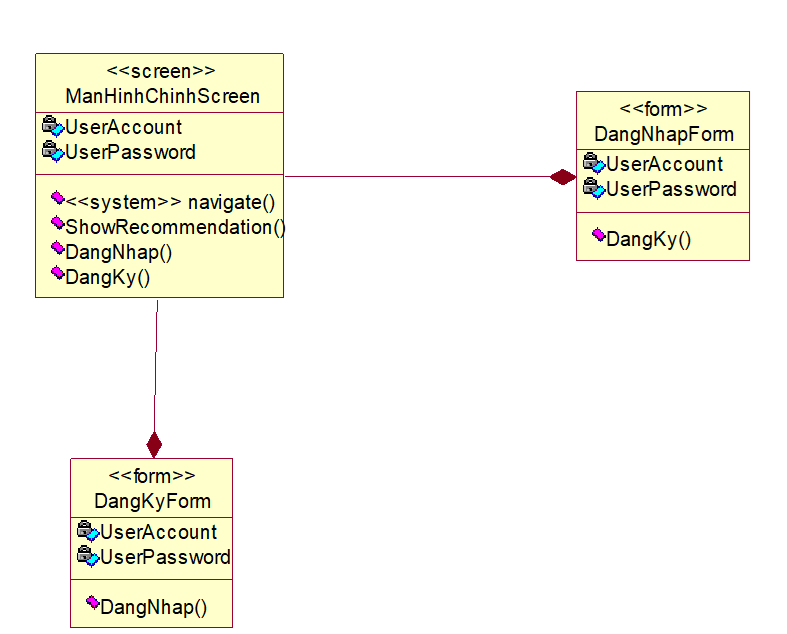 <<screen>>
ManHinhChinhScreen
UserAccount
UserPassword
<<system>> navigate()
ShowRecommendation()
DangNhap()
DangKy()
<<form>>
DangNhapForm
UserAccount
UserPassword
DangKy()
<<form>>
DangKyForm
UserAccount
UserPassword
DangNhap()